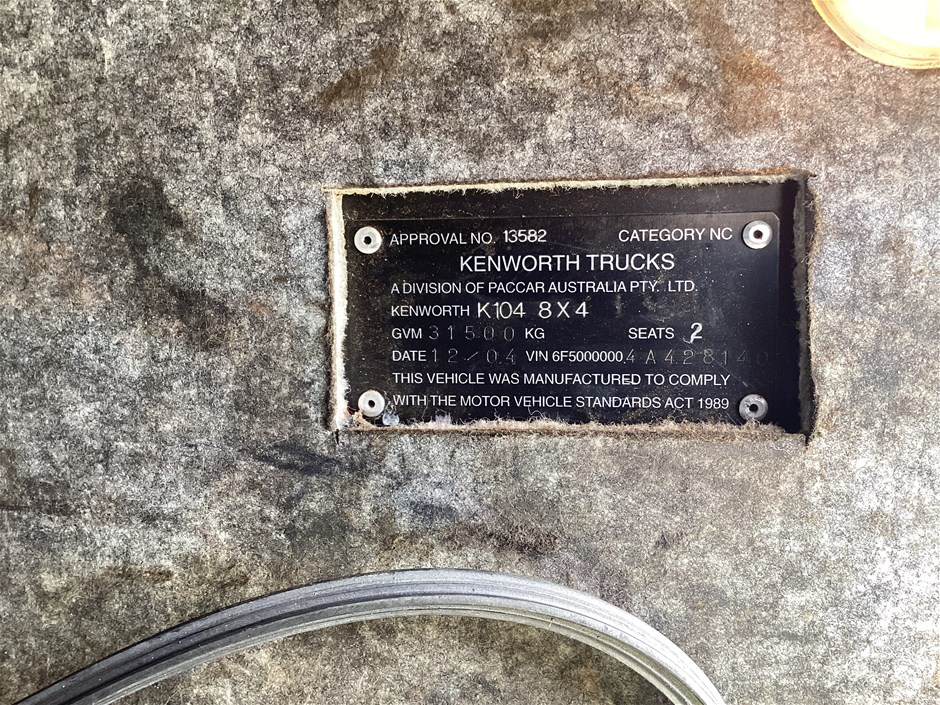 APPROVAL NO. 13582 CATEGORY NC
KENWORTH TRUCKS
A DIVISION OF PACCAR AUSTRALIA PTY. LTD.
KENWORTH K104 8X4
GVM 31500 KG SEATS 2
DATE 12/04 VIN 6F50000004A428140
THIS VEHICLE WAS MANUFACTURED TO COMPLY
WITH THE MOTOR VEHICLE STANDARDS ACT 1989